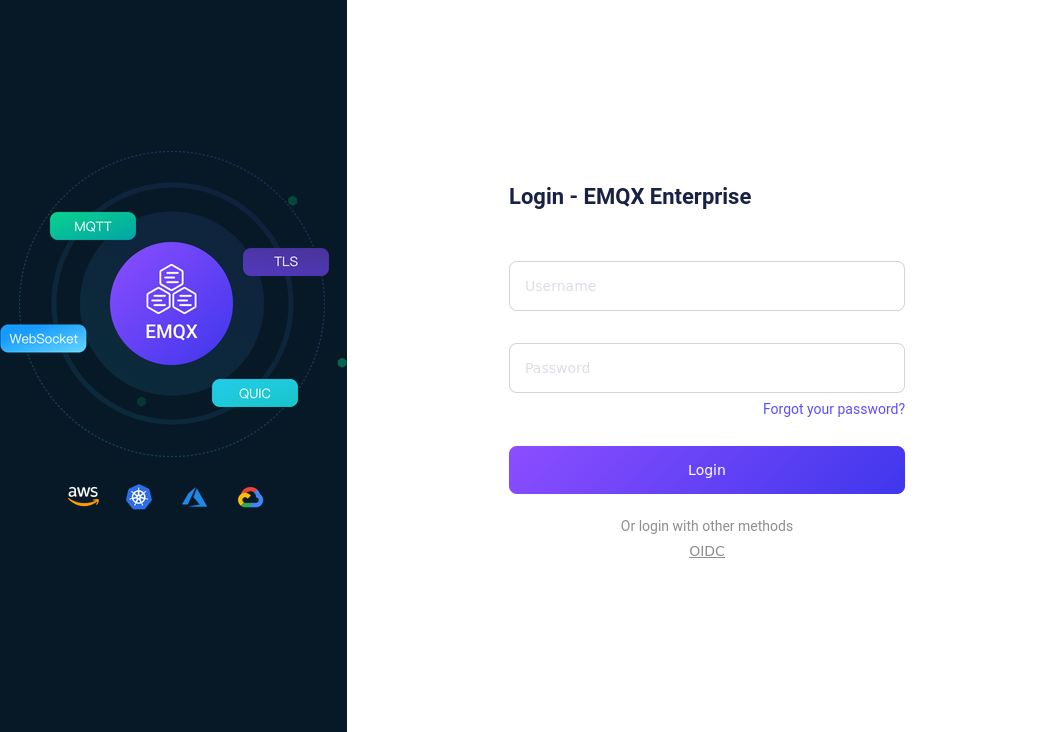 MQTT
TLS
EMQX
WebSocket
QUIC
aws
Login - EMQX Enterprise
Username
Password
Forgot your password?
Login
Or login with other methods
OIDC